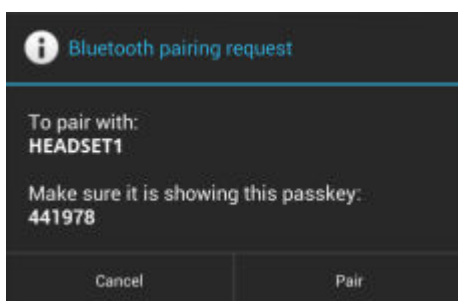 Bluetooth pairing request
To pair with:
HEADSET1
Make sure it is showing this passkey:
441978
Cancel
Pair